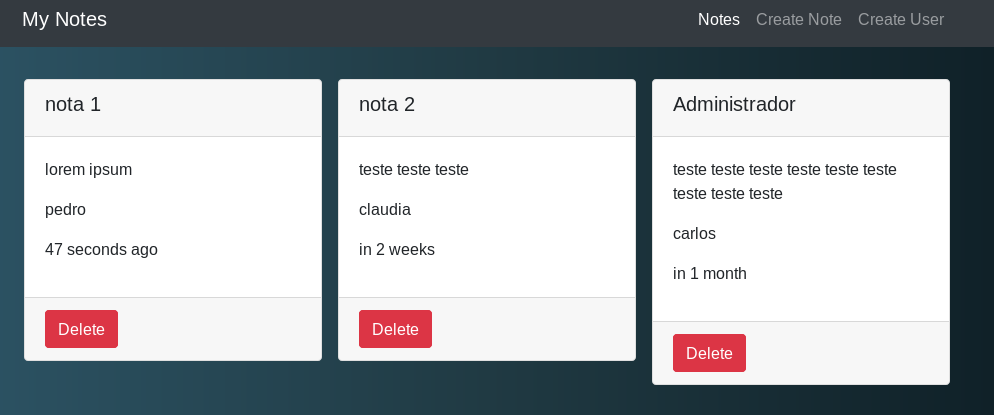 My Notes
Notes Create Note Create User
nota 1
lorem ipsum
pedro
47 seconds ago
Delete
nota 2
teste teste teste
claudia
in 2 weeks
Delete
Administrador
teste teste teste teste teste teste
teste teste teste
carlos
in 1 month
Delete